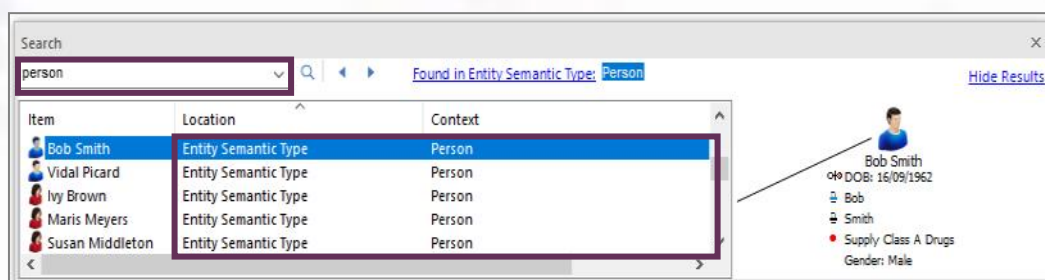 Search
person
Found in Entity Semantic Type: Person
Hide Results
Item Location Context
Bob Smith Entity Semantic Type Person
Vidal Picard Entity Semantic Type Person
Ivy Brown Entity Semantic Type Person
Maris Meyers Entity Semantic Type Person
Susan Middleton Entity Semantic Type Person
Bob Smith
DOB: 16/09/1962
Bob
Smith
Supply Class A Drugs
Gender: Male